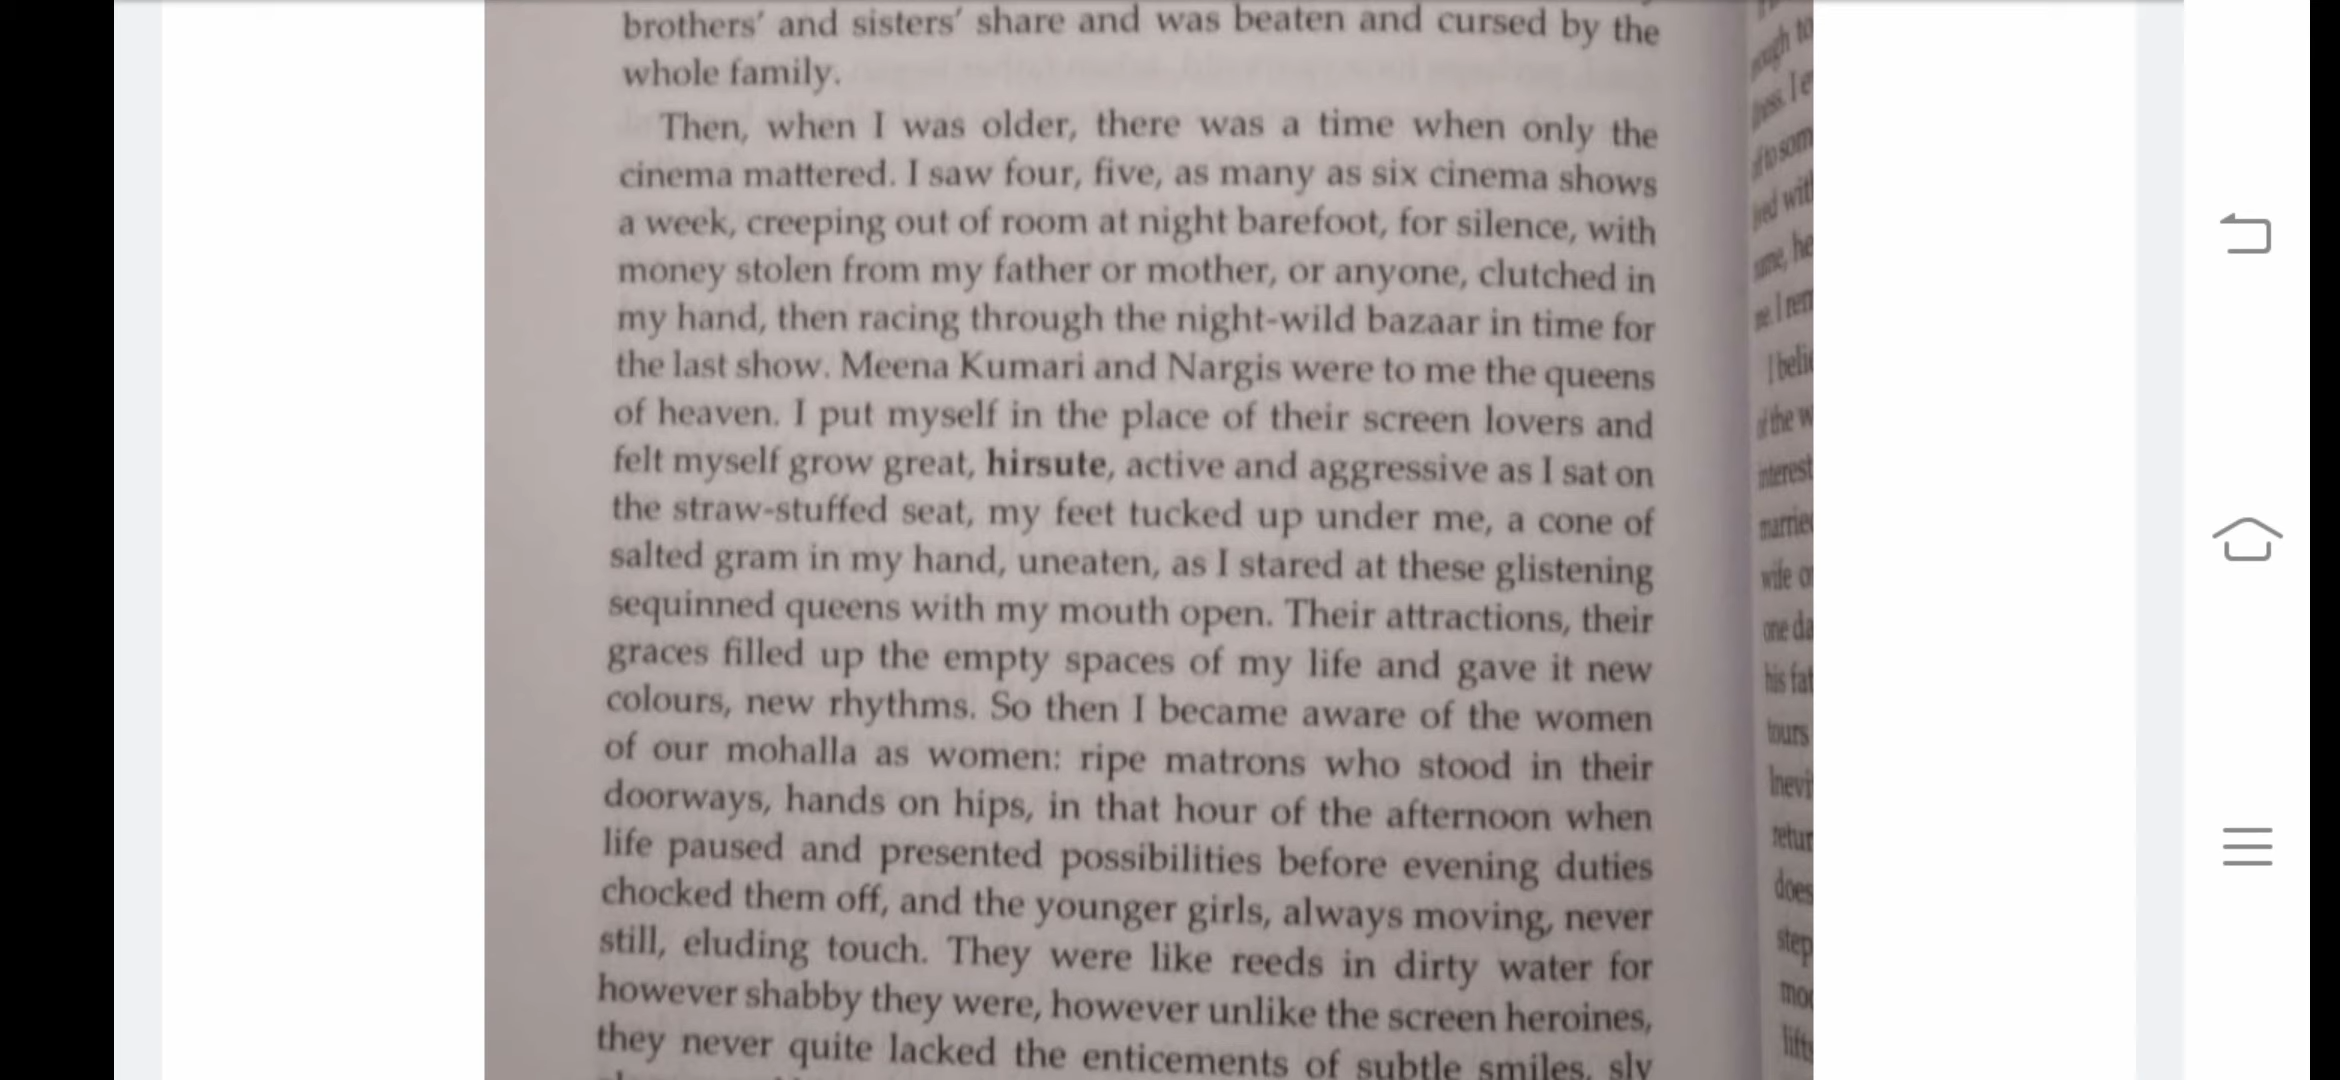 brothers' and sisters' share and was beaten and cursed by the
whole family.
Then, when I was older, there was a time when only the
cinema mattered. I saw four, five, as many as six cinema shows
a week, creeping out of room at night barefoot, for silence, with
money stolen from my father or mother, or anyone, clutched in
my hand, then racing through the night-wild bazaar in time for
the last show. Meena Kumari and Nargis were to me the queens
of heaven. I put myself in the place of their screen lovers and
felt myself grow great, hirsute, active and aggressive as I sat on
the straw-stuffed seat, my feet tucked up under me, a cone of
salted gram in my hand, uneaten, as I stared at these glistening
sequinned queens with my mouth open. Their attractions, their
graces filled up the empty spaces of my life and gave it new
colours, new rhythms. So then I became aware of the women
of our mohalla as women: ripe matrons who stood in their
doorways, hands on hips, in that hour of the afternoon when
life paused and presented possibilities before evening duties
chocked them off, and the younger girls, always moving, never
still, eluding touch. They were like reeds in dirty water for
however shabby they were, however unlike the screen heroines,
they never quite lacked the enticements of subtle smiles, sly